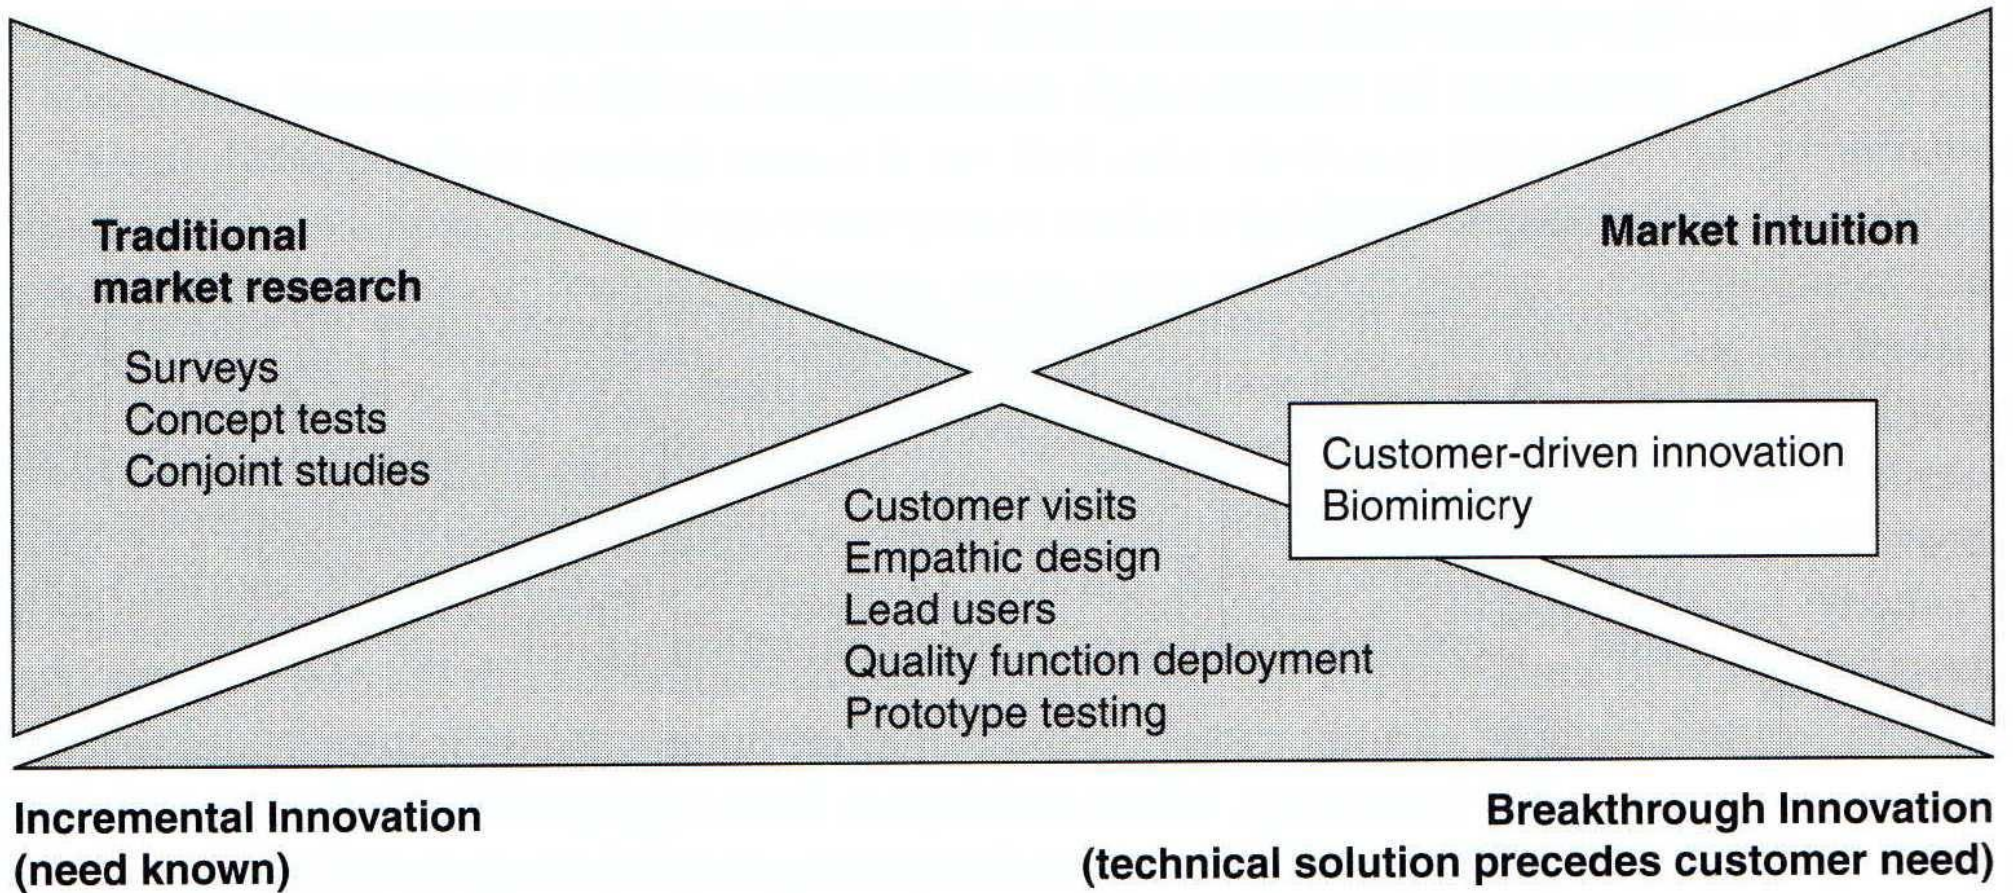 Traditional
market research
Surveys
Concept tests
Conjoint studies
Market intuition
Customer-driven innovation
Biomimicry
Customer visits
Empathic design
Lead users
Quality function deployment
Prototype testing
Incremental Innovation
(need known)
Breakthrough Innovation
(technical solution precedes customer need)